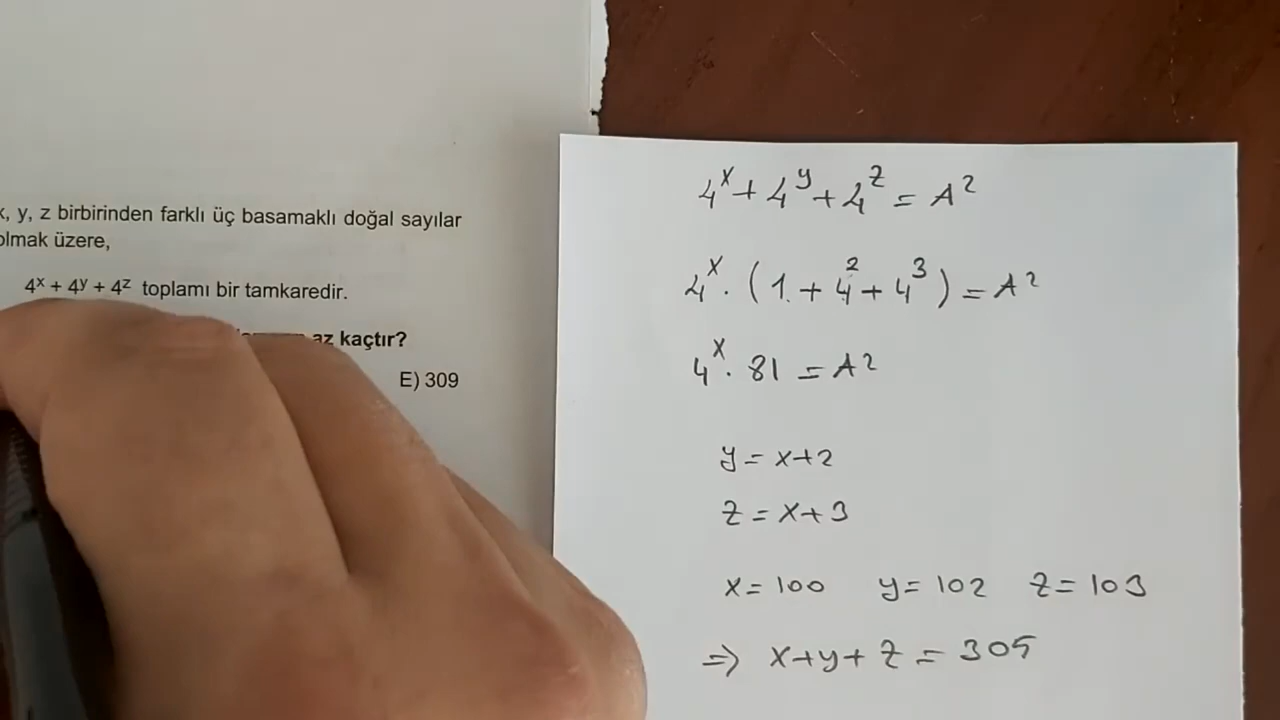 x, y, z birbirinden farklı üç basamaklı doğal sayılar
olmak üzere,
4ˣ + 4ʸ + 4ᶻ toplamı bir tamkaredir.
az kaçtır?
E) 309
4ˣ + 4ʸ + 4ᶻ = A²
4ˣ · (1 + 4² + 4³) = A²
4ˣ · 81 = A²
y = x+2
z = x+3
x = 100 y = 102 z = 103
⇒ x+y+z = 305